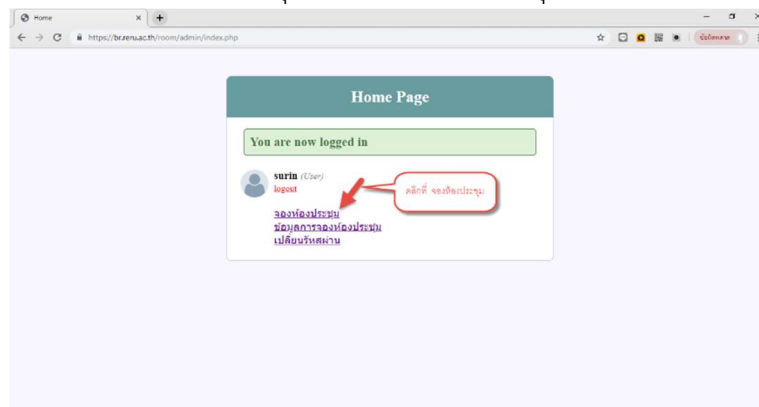 Home
https://br.zeru.ac.th/room/admin/index.php
Home Page
You are now logged in
surin (User)
logout
คลิกที่ จองห้องประชุม
จองห้องประชุม
ข้อมูลการจองห้องประชุม
เปลี่ยนรหัสผ่าน